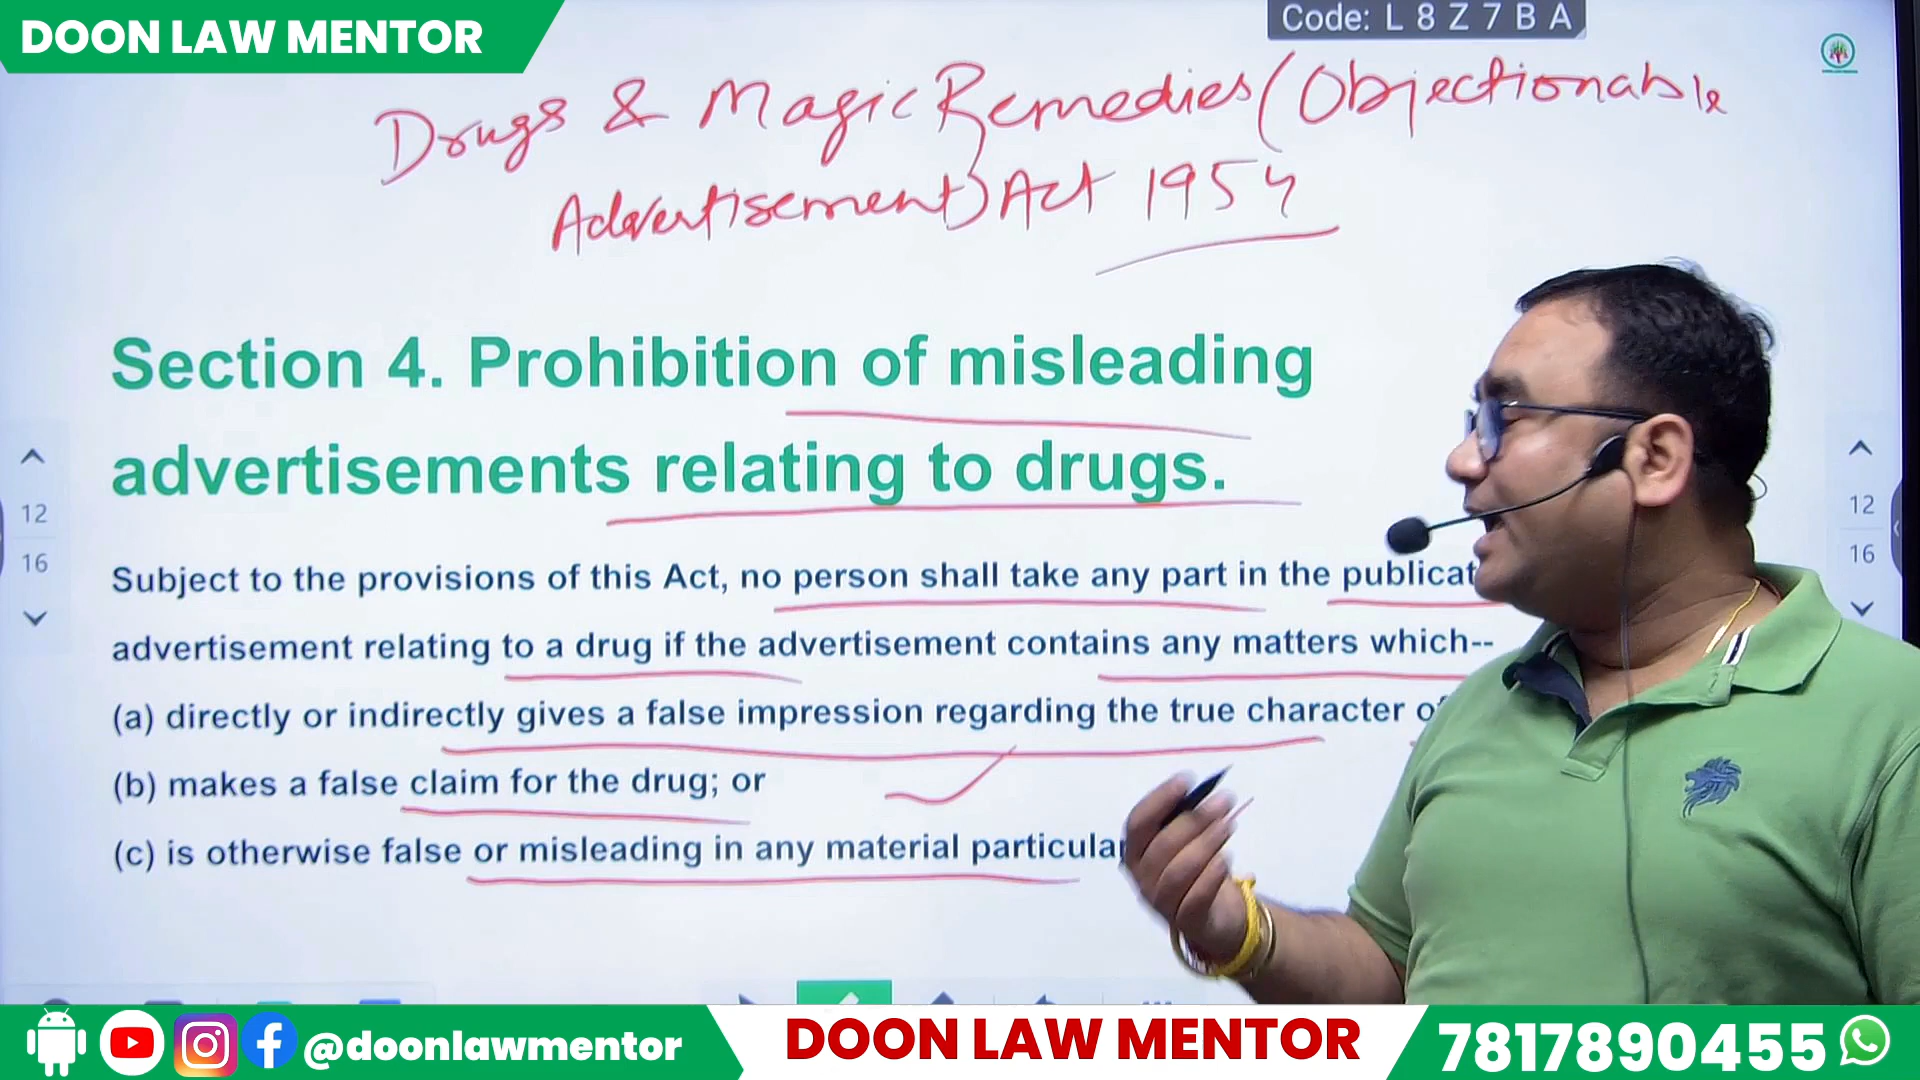 DOON LAW MENTOR
Code: L 8 Z 7 B A
Drugs & Magic Remedies (Objectionable
Advertisement) Act 1954
Section 4. Prohibition of misleading
advertisements relating to drugs.
Subject to the provisions of this Act, no person shall take any part in the publicat
advertisement relating to a drug if the advertisement contains any matters which--
(a) directly or indirectly gives a false impression regarding the true character
(b) makes a false claim for the drug; or
(c) is otherwise false or misleading in any material particular
12
16
12
16
@doonlawmentor
DOON LAW MENTOR
7817890455